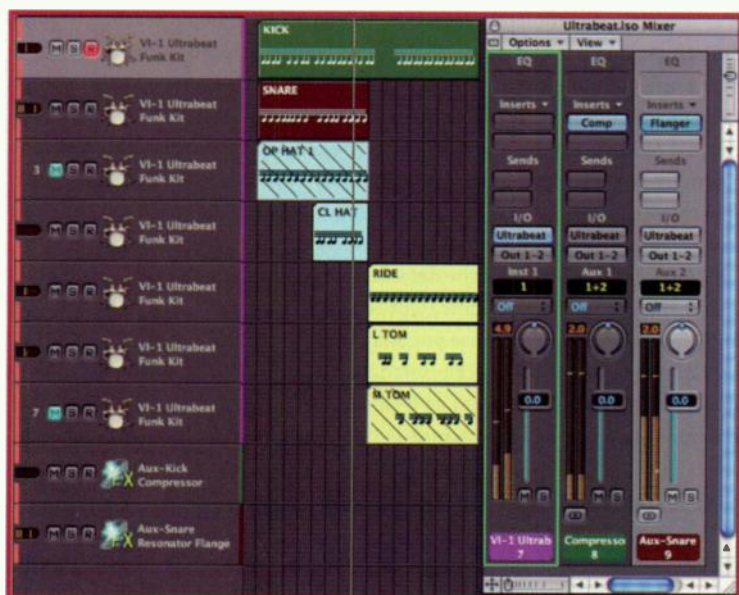 KICK
VI-1 Ultrabeat
Funk Kit
M S R
SNARE
VI-1 Ultrabeat
Funk Kit
M S R
OP HAT 1
3
M S R
VI-1 Ultrabeat
Funk Kit
CL HAT
M S R
VI-1 Ultrabeat
Funk Kit
RIDE
M S R
VI-1 Ultrabeat
Funk Kit
L TOM
M S R
VI-1 Ultrabeat
Funk Kit
M TOM
7
M S R
VI-1 Ultrabeat
Funk Kit
M S R
Aux-Kick
Compressor
M S R
Aux-Snare
Resonator Flange
Ultrabeat.lso Mixer
Options View
EQ EQ EQ
Inserts Inserts Inserts
Comp Flanger
Sends Sends Sends
I/O I/O I/O
Ultrabeat Ultrabeat Ultrabeat
Out 1-2 Out 1-2 Out 1-2
Inst 1 Aux 1 Aux 2
1 1+2 1+2
Off Off Off
4.9 2.0 2.0
0.0 0.0 0.0
M S M S M S
VI-1 Ultrab Compresso Aux-Snare
7 8 9